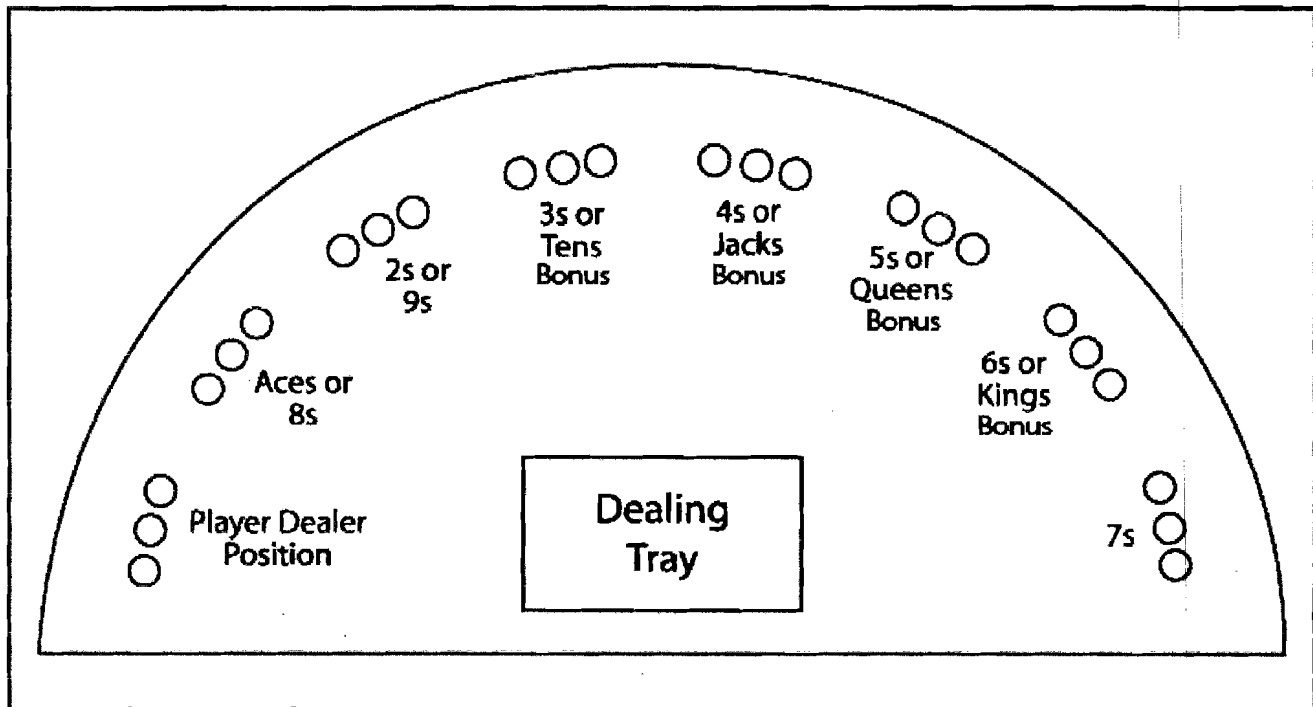 3s or
Tens
Bonus
4s or
Jacks
Bonus
2s or
9s
5s or
Queens
Bonus
Aces or
8s
6s or
Kings
Bonus
Player Dealer
Position
Dealing
Tray
7s